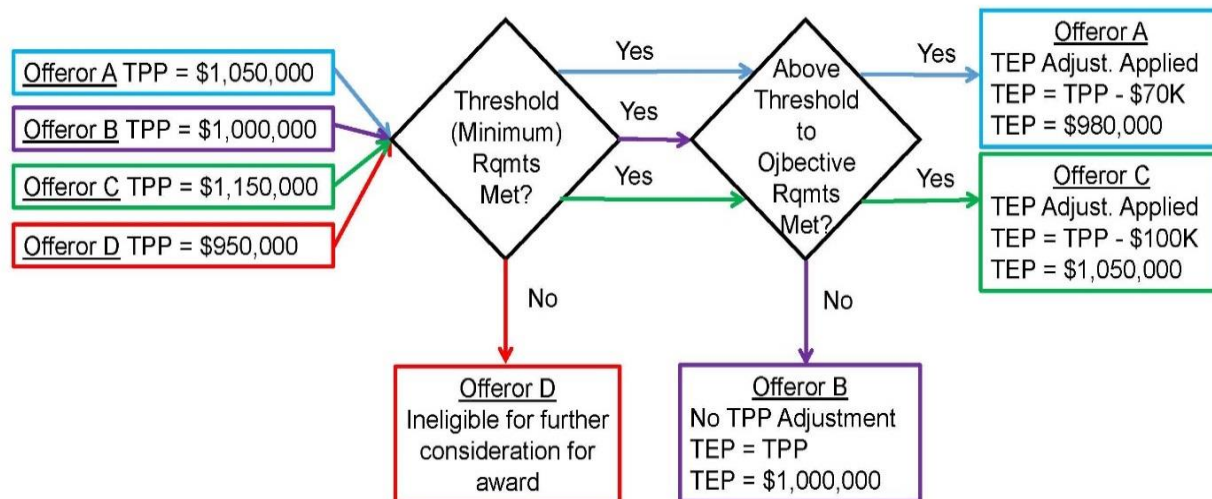 Offeror A TPP = $1,050,000
Offeror B TPP = $1,000,000
Offeror C TPP = $1,150,000
Offeror D TPP = $950,000
Threshold
(Minimum)
Rqmts
Met?
Yes
Yes
Yes
No
Above
Threshold
to
Ojbective
Rqmts
Met?
Yes
Yes
No
Offeror A
TEP Adjust. Applied
TEP = TPP - $70K
TEP = $980,000
Offeror C
TEP Adjust. Applied
TEP = TPP - $100K
TEP = $1,050,000
Offeror D
Ineligible for further
consideration for
award
Offeror B
No TPP Adjustment
TEP = TPP
TEP = $1,000,000